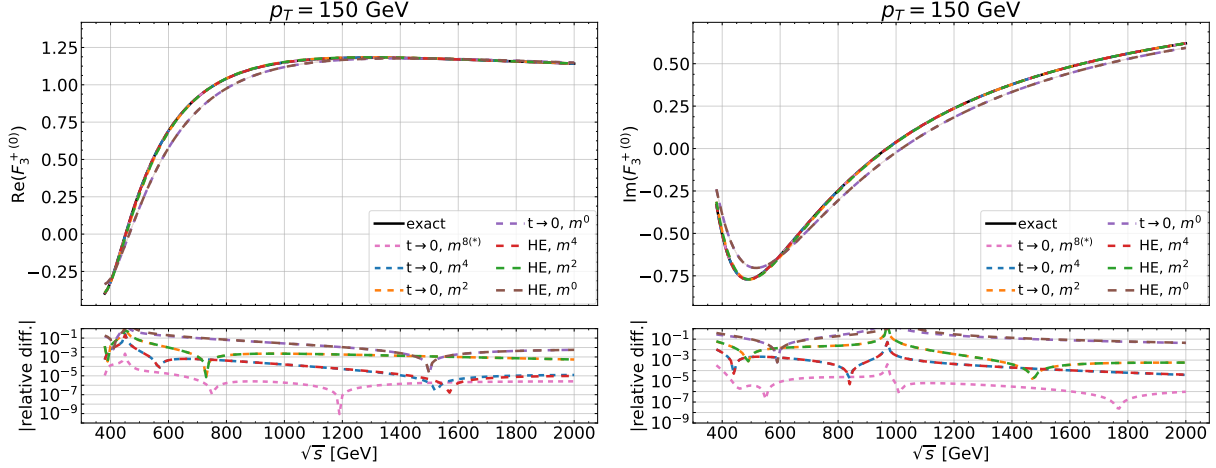 p_T = 150 GeV
Re(F_3^{+(0)})
1.25
1.00
0.75
0.50
0.25
0.00
−0.25
exact
t→0, m^{8(*)}
t→0, m^4
t→0, m^2
t→0, m^0
HE, m^4
HE, m^2
HE, m^0
|relative diff.|
10^{-1}
10^{-3}
10^{-5}
10^{-7}
10^{-9}
400 600 800 1000 1200 1400 1600 1800 2000
√s [GeV]
p_T = 150 GeV
Im(F_3^{+(0)})
0.50
0.25
0.00
−0.25
−0.50
−0.75
exact
t→0, m^{8(*)}
t→0, m^4
t→0, m^2
t→0, m^0
HE, m^4
HE, m^2
HE, m^0
|relative diff.|
10^{-1}
10^{-3}
10^{-5}
10^{-7}
10^{-9}
400 600 800 1000 1200 1400 1600 1800 2000
√s [GeV]